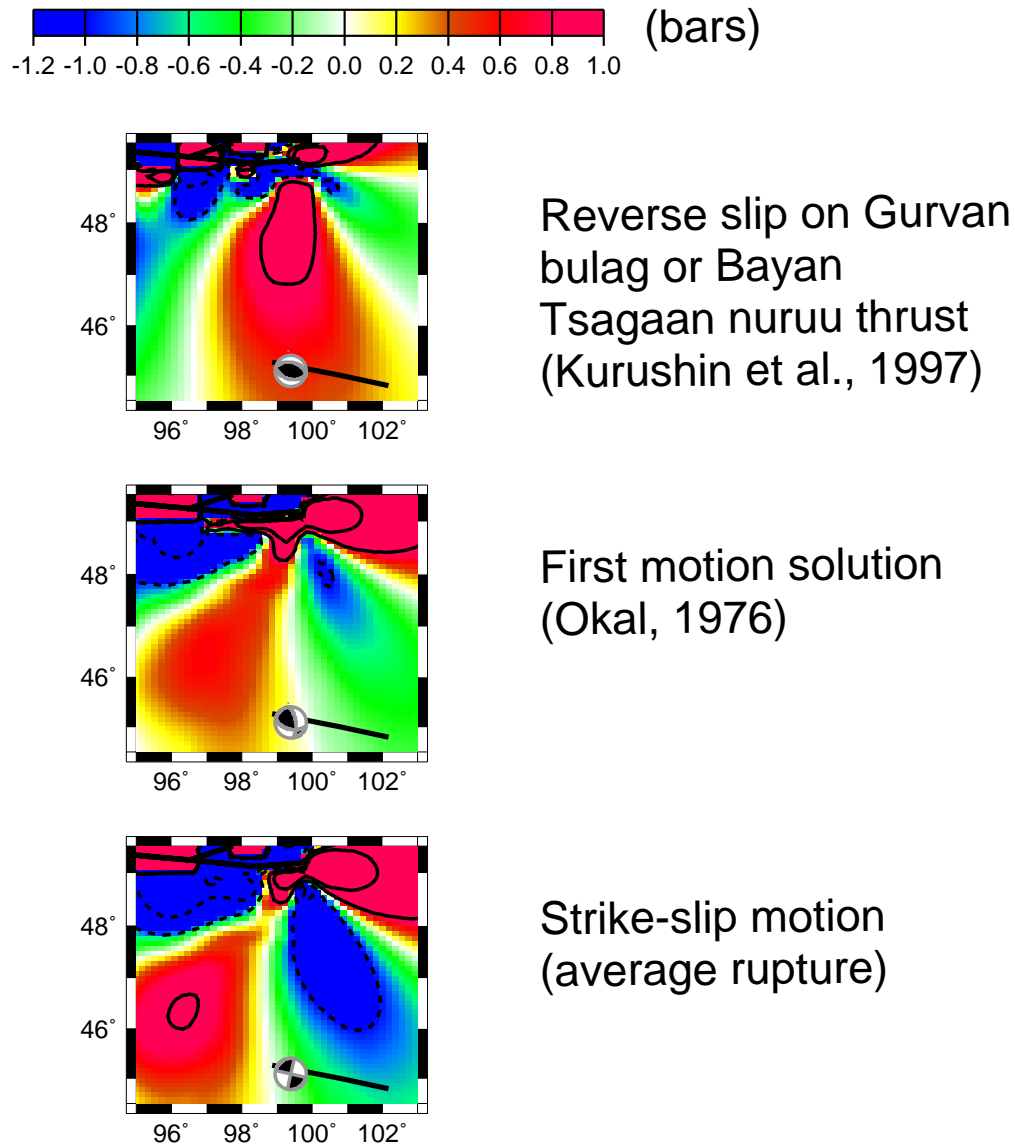 (bars)
-1.2 -1.0 -0.8 -0.6 -0.4 -0.2 0.0 0.2 0.4 0.6 0.8 1.0
48°
46°
96° 98° 100° 102°
Reverse slip on Gurvan
bulag or Bayan
Tsagaan nuruu thrust
(Kurushin et al., 1997)
48°
46°
96° 98° 100° 102°
First motion solution
(Okal, 1976)
48°
46°
96° 98° 100° 102°
Strike-slip motion
(average rupture)